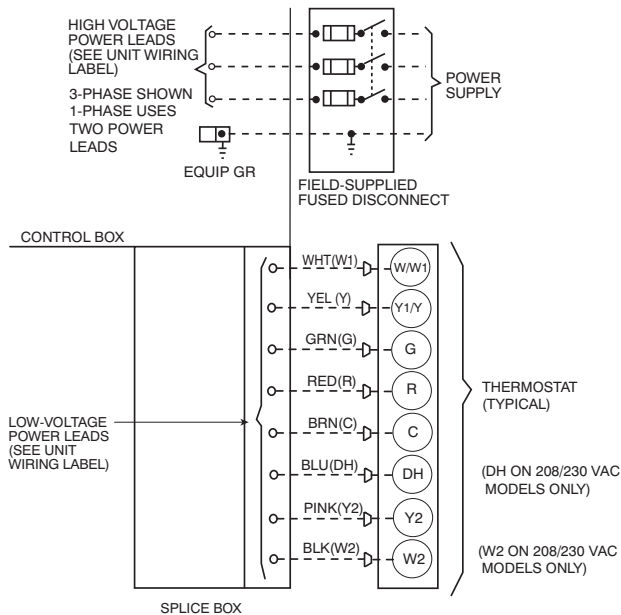 HIGH VOLTAGE
POWER LEADS
(SEE UNIT WIRING
LABEL)
3-PHASE SHOWN
1-PHASE USES
TWO POWER
LEADS
POWER
SUPPLY
EQUIP GR
FIELD-SUPPLIED
FUSED DISCONNECT
CONTROL BOX
WHT(W1)
W/W1
YEL (Y)
Y1/Y
GRN(G)
G
RED(R)
R
THERMOSTAT
(TYPICAL)
BRN(C)
C
LOW-VOLTAGE
POWER LEADS
(SEE UNIT
WIRING LABEL)
BLU(DH)
DH
(DH ON 208/230 VAC
MODELS ONLY)
PINK(Y2)
Y2
BLK(W2)
W2
(W2 ON 208/230 VAC
MODELS ONLY)
SPLICE BOX